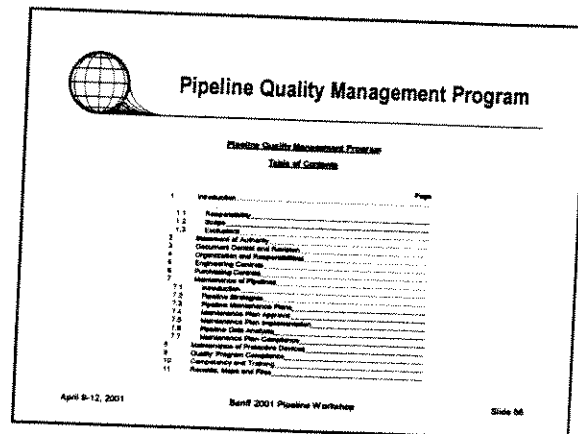 Pipeline Quality Management Program
Pipeline Quality Management Program
Table of Contents
Page
1 Introduction
1.1 Responsibility
1.2 Scope
1.3 Exclusions
2 Statement of Authority
3 Document Control and Revision
4 Organization and Responsibilities
5 Engineering Controls
6 Purchasing Controls
7 Maintenance of Pipelines
7.1 Introduction
7.2 Pipeline Strategies
7.3 Pipeline Maintenance Plans
7.4 Maintenance Plan Approval
7.5 Maintenance Plan Implementation
7.6 Pipeline Data Analysis
7.7 Maintenance Plan Compliance
8 Maintenance of Protective Devices
9 Quality Program Compliance
10 Competency and Training
11 Records, Maps and Files
April 9-12, 2001
Banff 2001 Pipeline Workshop
Slide